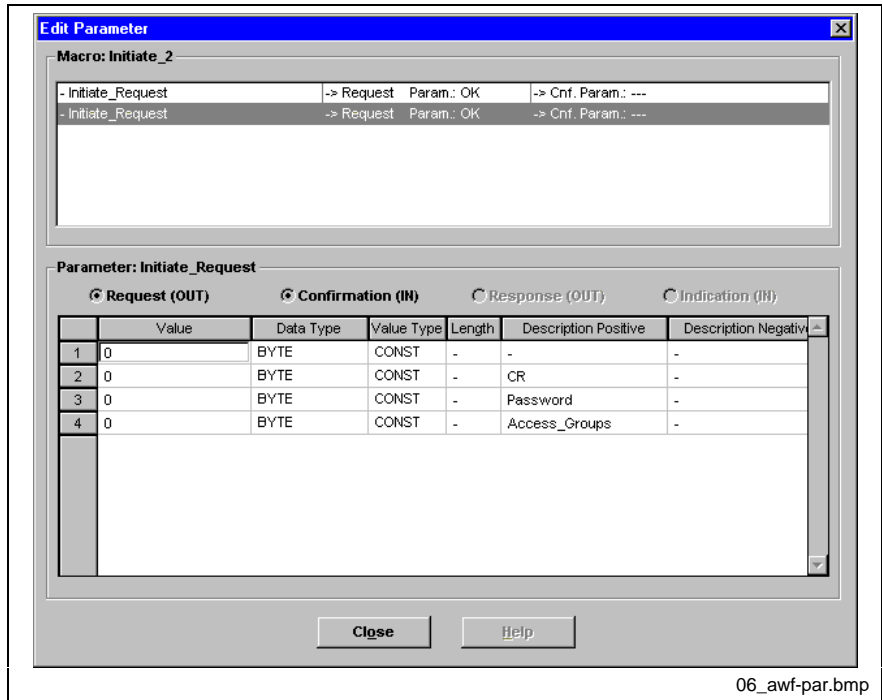 Edit Parameter
Macro: Initiate_2
- Initiate_Request -> Request Param.: OK -> Cnf. Param.: ---
- Initiate_Request -> Request Param.: OK -> Cnf. Param.: ---
Parameter: Initiate_Request
Request (OUT) Confirmation (IN) Response (OUT) Indication (IN)
Value Data Type Value Type Length Description Positive Description Negative
1 0 BYTE CONST - - -
2 0 BYTE CONST - CR -
3 0 BYTE CONST - Password -
4 0 BYTE CONST - Access_Groups -
Close Help
06_awf-par.bmp